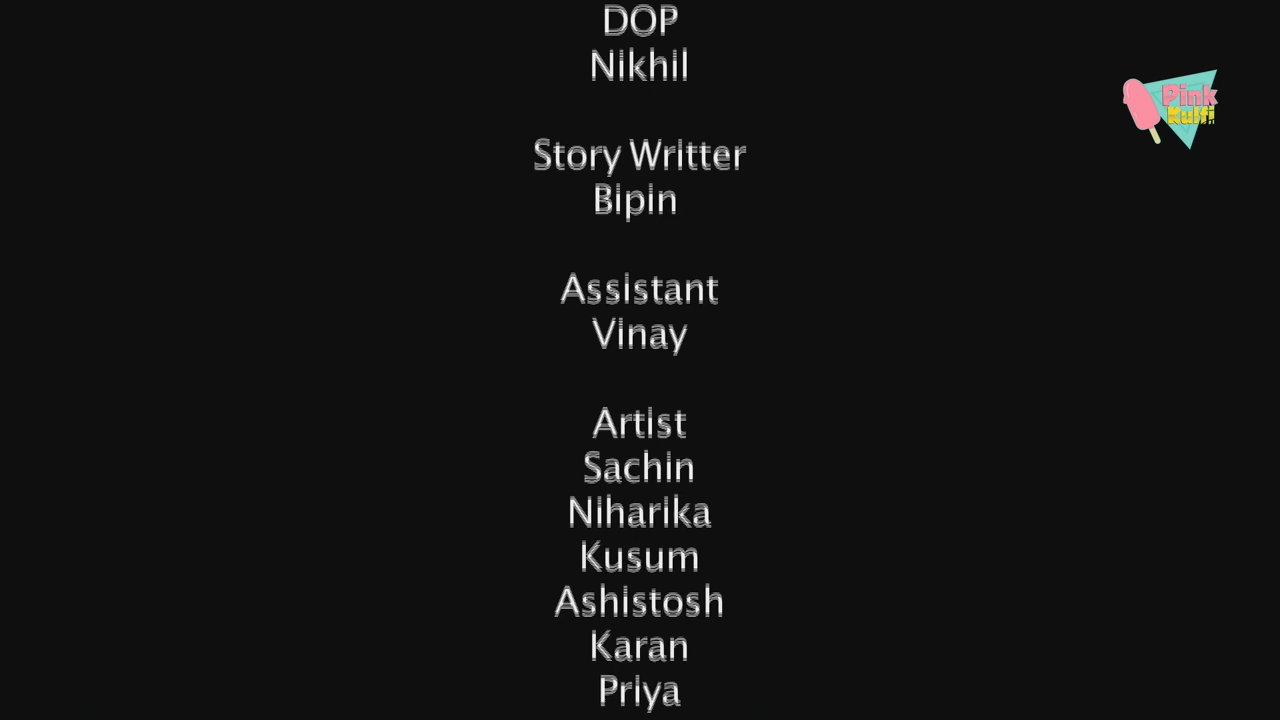 DOP
Nikhil
Pink
Kulfi
Story Writter
Bipin
Assistant
Vinay
Artist
Sachin
Niharika
Kusum
Ashistosh
Karan
Priya